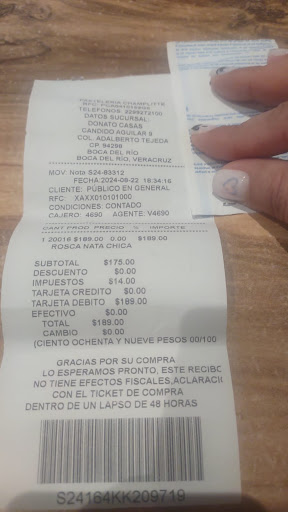 PASTELERIA CHAMPLITTE
TELEFONOS: 2299272100
DATOS SUCURSAL:
DONATO CASAS
CANDIDO AGUILAR 8
COL. ADALBERTO TEJEDA
CP. 94298
BOCA DEL RÍO
BOCA DEL RIO, VERACRUZ
MOV. Nota S24-83312
FECHA:2024-06-22 16:34:16
CLIENTE: PÚBLICO EN GENERAL
RFC: XAXX010101000
CONDICIONES: CONTADO
CAJERO: 4690 AGENTE: V4690
CANT PROD PRECIO % IMPORTE
1 20016 $189.00 0.00 $189.00
ROSCA NATA CHICA
SUBTOTAL $175.00
DESCUENTO $0.00
IMPUESTOS $14.00
TARJETA CREDITO $0.00
TARJETA DEBITO $189.00
EFECTIVO $0.00
TOTAL $189.00
CAMBIO $0.00
(CIENTO OCHENTA Y NUEVE PESOS 00/100
GRACIAS POR SU COMPRA
LO ESPERAMOS PRONTO, ESTE RECIBO
NO TIENE EFECTOS FISCALES,ACLARACIO
CON EL TICKET DE COMPRA
DENTRO DE UN LAPSO DE 48 HORAS
S24164KK209719